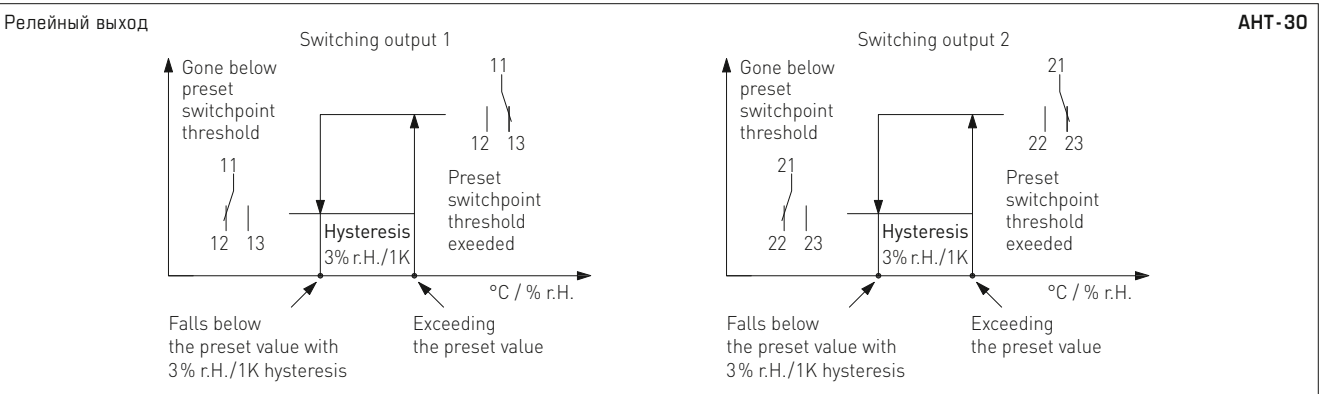 Релейный выход
AHT-30
Switching output 1
Gone below
preset
switchpoint
threshold
11
12 13
11
12 13
Preset
switchpoint
threshold
exeeded
Hysteresis
3% r.H./1K
°C / % r.H.
Falls below
the preset value with
3% r.H./1K hysteresis
Exceeding
the preset value
Switching output 2
Gone below
preset
switchpoint
threshold
21
22 23
21
22 23
Preset
switchpoint
threshold
exeeded
Hysteresis
3% r.H./1K
°C / % r.H.
Falls below
the preset value with
3% r.H./1K hysteresis
Exceeding
the preset value